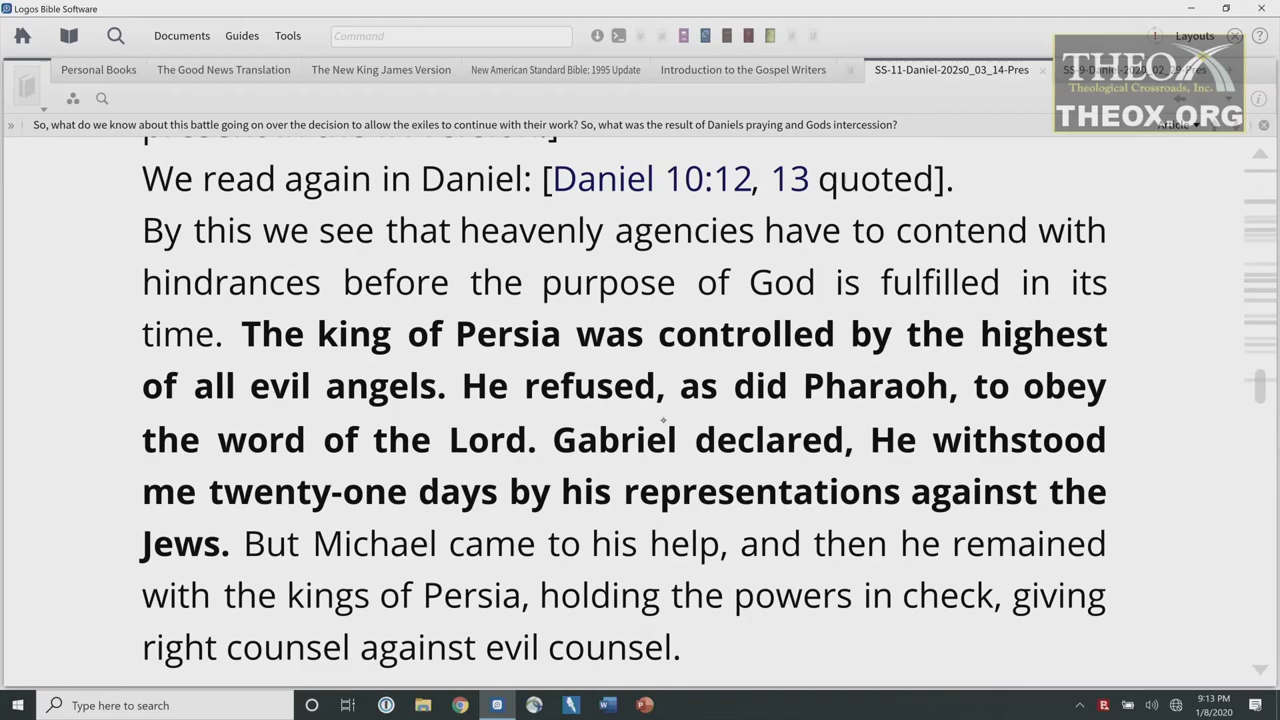 Logos Bible Software
Documents Guides Tools Command Layouts
Personal Books The Good News Translation The New King Jam New American Standard Bible: 1995 Update Introduction to the Gospel Writers SS-11-Daniel-202s0_03_14-Pres SS-9-Daniel-2020_02_29-Pres
THEOX
Theological Crossroads, Inc.
THEOX.ORG
» So, what do we know about this battle going on over the decision to allow the exiles to continue with their work? So, what was the result of Daniels praying and Gods intercession? Article
We read again in Daniel: [Daniel 10:12, 13 quoted].
By this we see that heavenly agencies have to contend with
hindrances before the purpose of God is fulfilled in its
time. The king of Persia was controlled by the highest
of all evil angels. He refused, as did Pharaoh, to obey
the word of the Lord. Gabriel declared, He withstood
me twenty-one days by his representations against the
Jews. But Michael came to his help, and then he remained
with the kings of Persia, holding the powers in check, giving
right counsel against evil counsel.
Type here to search
9:13 PM
1/8/2020